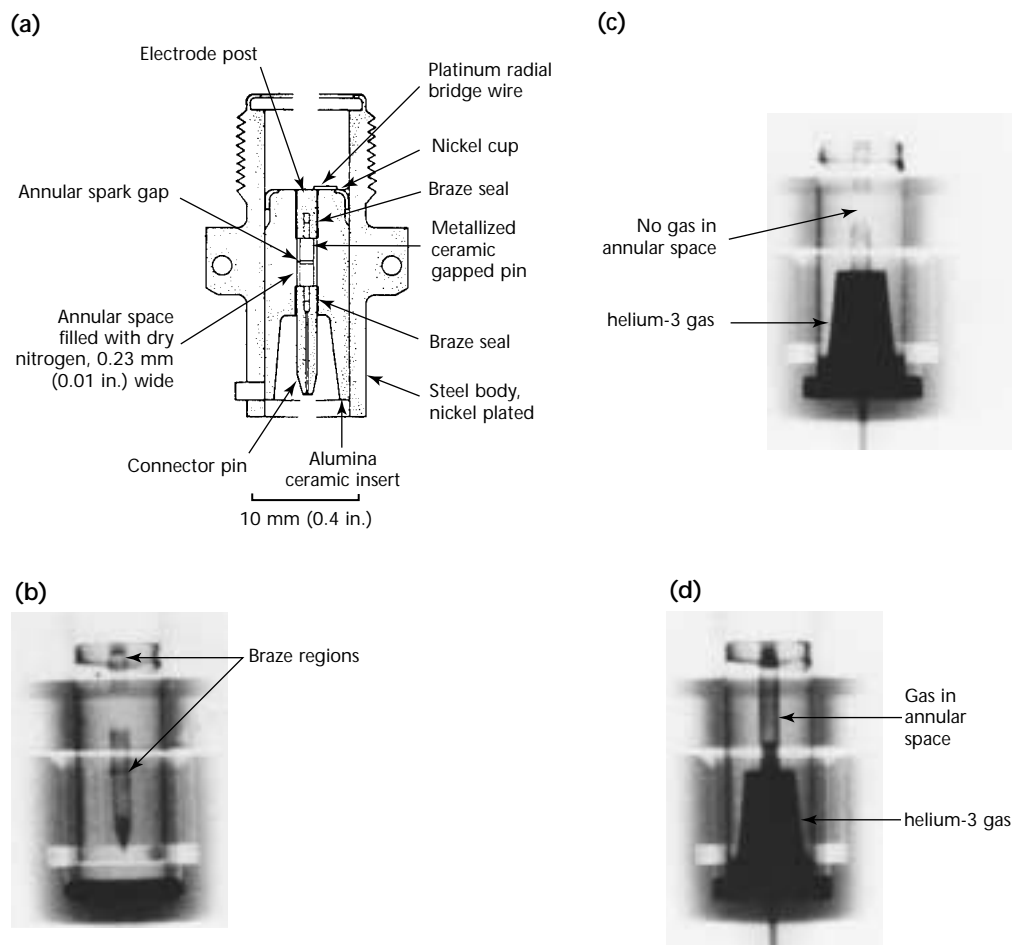 (a)
Electrode post
Platinum radial
bridge wire
Nickel cup
Annular spark gap
Braze seal
Metallized
ceramic
gapped pin
Annular space
filled with dry
nitrogen, 0.23 mm
(0.01 in.) wide
Braze seal
Steel body,
nickel plated
Connector pin
Alumina
ceramic insert
10 mm (0.4 in.)
(c)
No gas in
annular space
helium-3 gas
(b)
Braze regions
(d)
Gas in
annular
space
helium-3 gas